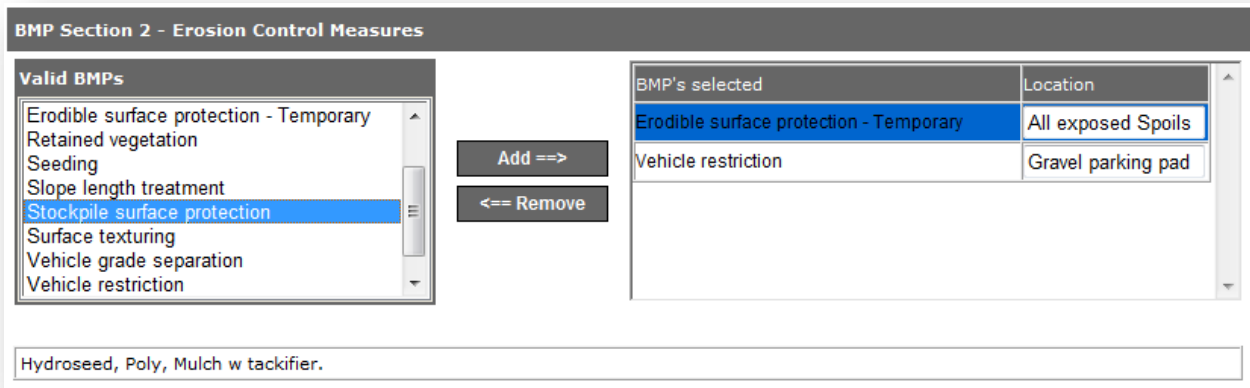 BMP Section 2 - Erosion Control Measures
Valid BMPs
Erodible surface protection - Temporary
Retained vegetation
Seeding
Slope length treatment
Stockpile surface protection
Surface texturing
Vehicle grade separation
Vehicle restriction
Add ==>
<== Remove
BMP's selected Location
Erodible surface protection - Temporary All exposed Spoils
Vehicle restriction Gravel parking pad
Hydroseed, Poly, Mulch w tackifier.